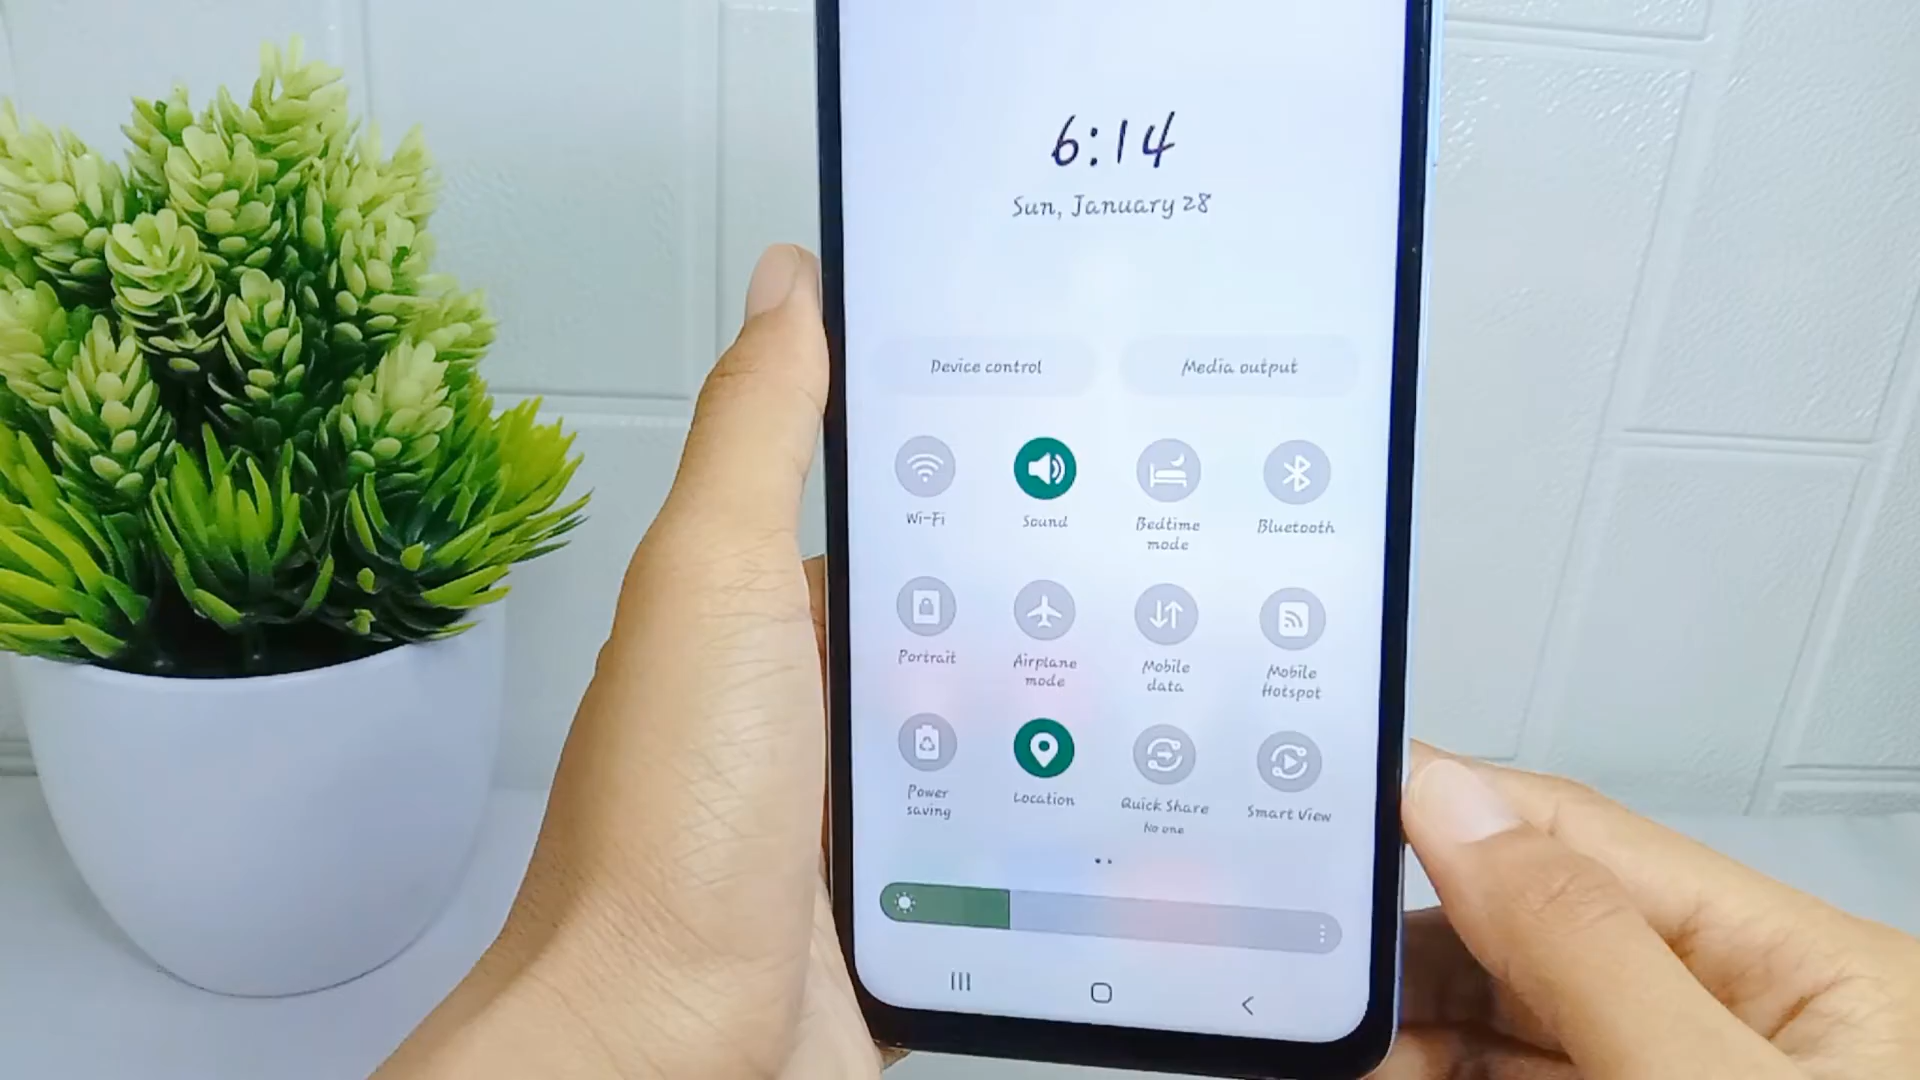 6:14
Sun, January 28
Device control
Media output
Wi-Fi
Sound
Bedtime
mode
Bluetooth
Portrait
Airplane
mode
Mobile
data
Mobile
Hotspot
Power
saving
Location
Quick Share
No one
Smart View